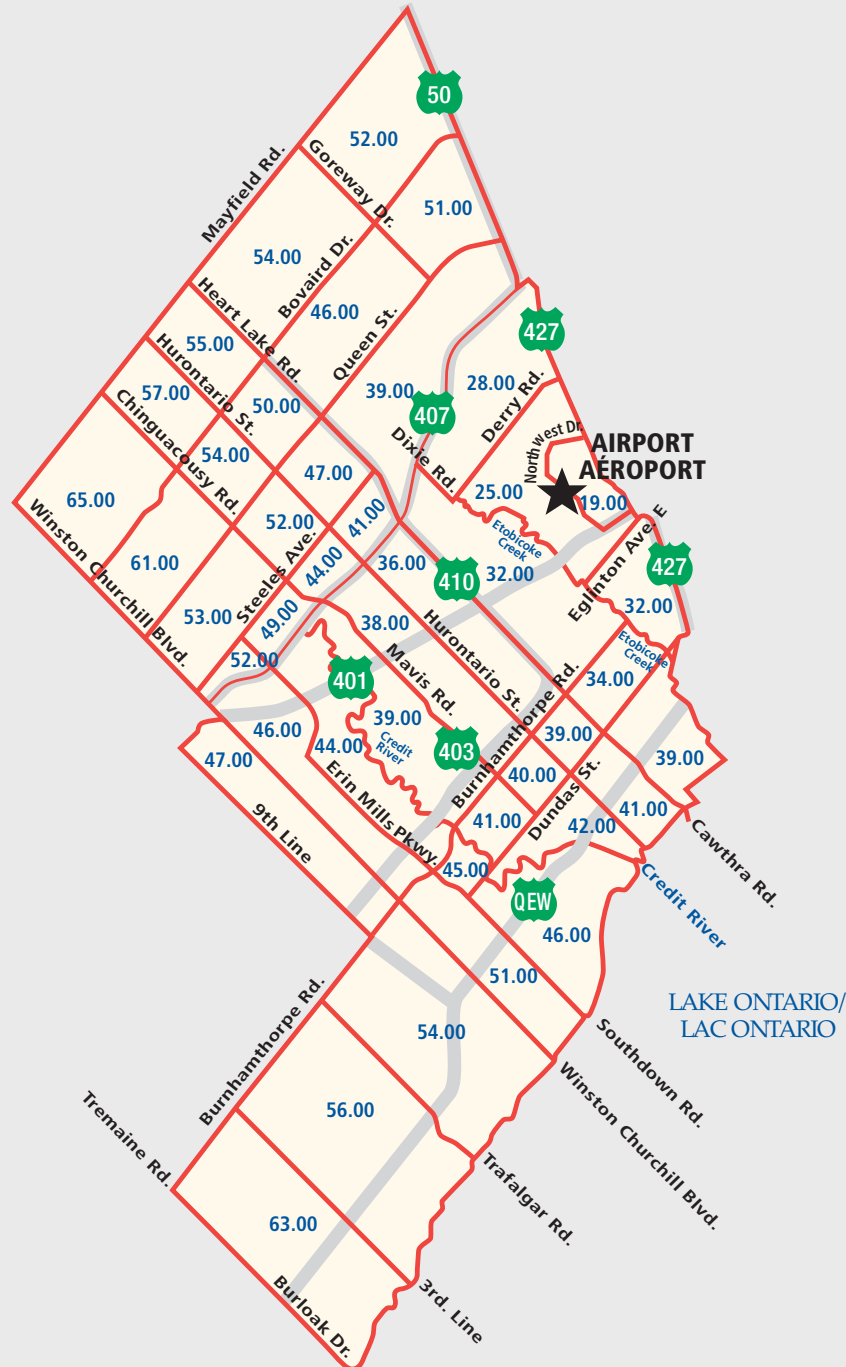 50
52.00
Goreway Dr.
Mayfield Rd.
51.00
54.00
Bovaird Dr.
46.00
Heart Lake Rd.
Queen St.
427
55.00
Hurontario St.
28.00
39.00
407
Derry Rd.
57.00
Chinguacousy Rd.
50.00
Dixie Rd.
North West Dr.
AIRPORT
AÉROPORT
54.00
47.00
25.00
19.00
65.00
Winston Churchill Blvd.
52.00
41.00
Etobicoke
Creek
Eglinton Ave. E
61.00
Steeles Ave.
44.00
36.00
410
32.00
427
53.00
49.00
38.00
Hurontario St.
32.00
Etobicoke
Creek
52.00
401
Mavis Rd.
34.00
46.00
44.00
39.00
Credit
River
403
Burnhamthorpe Rd.
39.00
39.00
47.00
9th Line
Erin Mills Pkwy.
40.00
Dundas St.
41.00
41.00
42.00
Cawthra Rd.
45.00
QEW
Credit River
46.00
51.00
LAKE ONTARIO/
LAC ONTARIO
Burnhamthorpe Rd.
54.00
Southdown Rd.
Winston Churchill Blvd.
56.00
Tremaine Rd.
Trafalgar Rd.
63.00
Burloak Dr.
3rd. Line